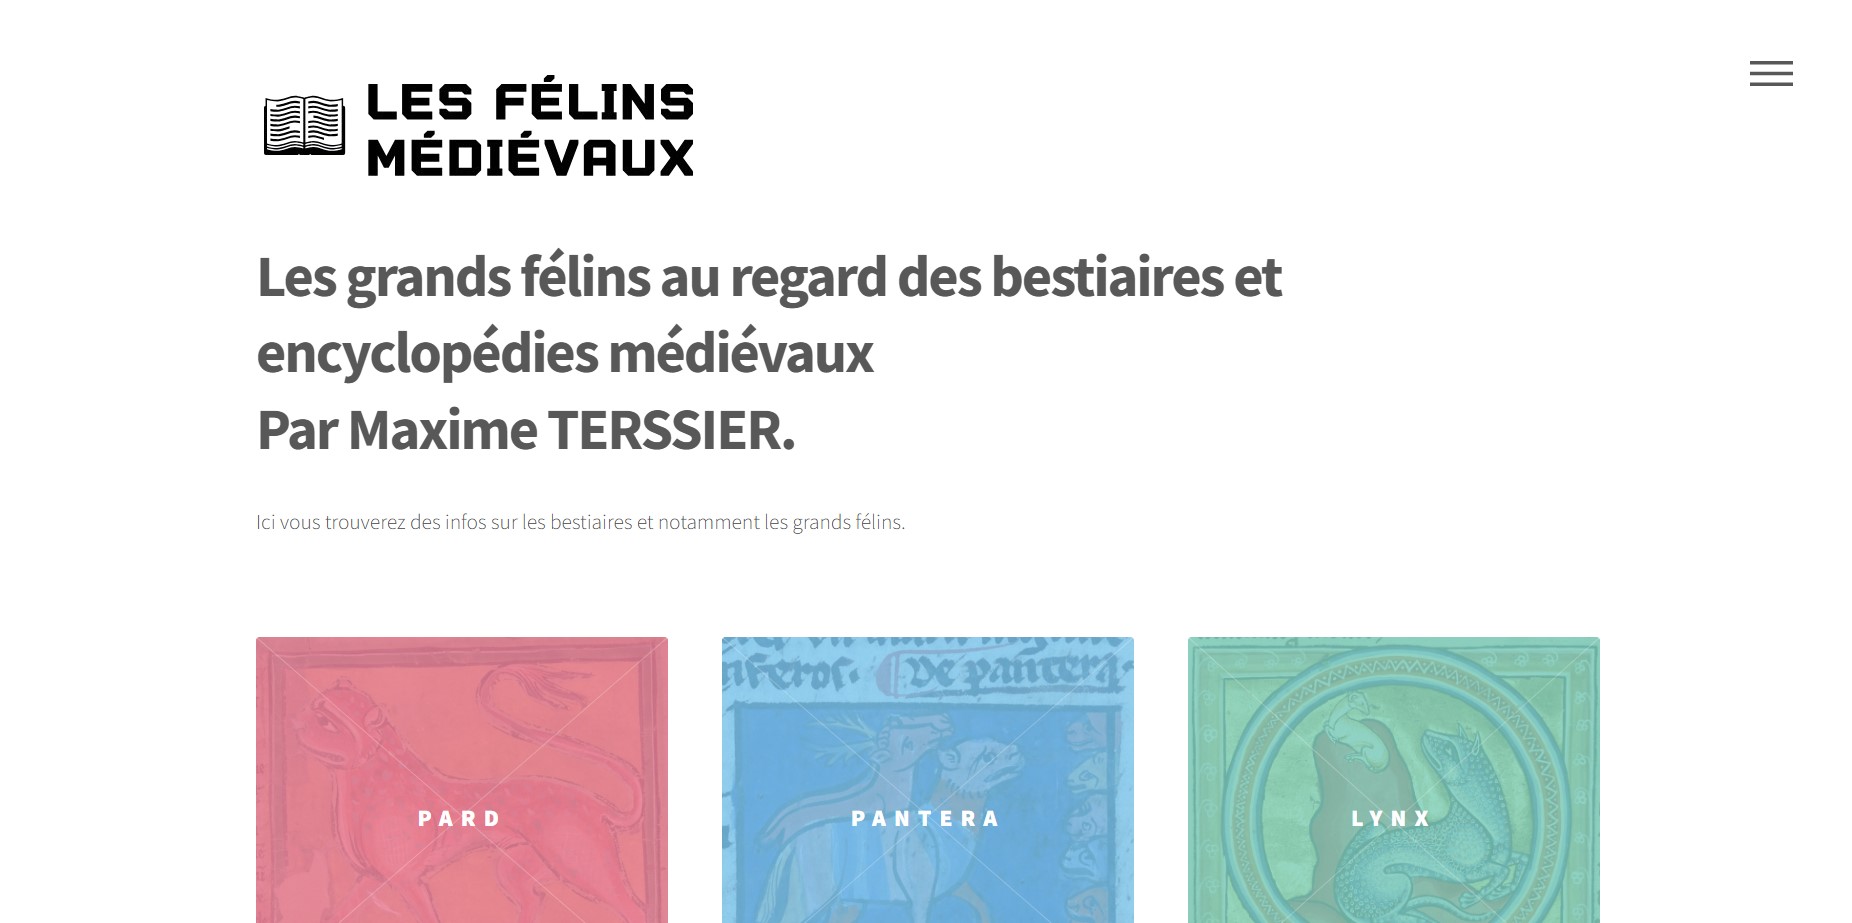 LES FÉLINS
MÉDIÉVAUX
Les grands félins au regard des bestiaires et
encyclopédies médiévaux
Par Maxime TERSSIER.
Ici vous trouverez des infos sur les bestiaires et notamment les grands félins.
De pantera
PARD
PANTERA
LYNX